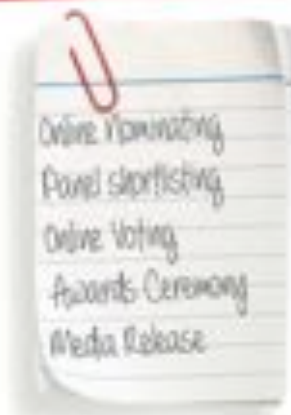 Online Nominating
Panel shortlisting
Online Voting
Awards Ceremony
Media Release